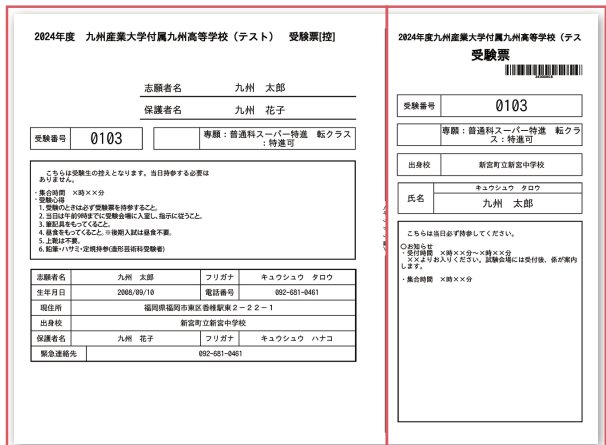 2024年度　九州産業大学付属九州高等学校（テスト）　受験票[控]
志願者名　九州　太郎
保護者名　九州　花子
受験番号　0103　専願：普通科スーパー特進　転クラス
：特進可
こちらは受験生の控えとなります。当日持参する必要は
ありません。
・集合時間　×時××分
・受験心得
1. 受験のときは必ず受験票を持参すること。
2. 当日は午前9時までに受験会場に入室し、指示に従うこと。
3. 筆記具をもってくること。
4. 昼食をもってくること。※後期入試は昼食不要。
5. 上靴は不要。
6. 鉛筆・ハサミ・定規持参(造形芸術科受験者)
志願者名　九州　太郎　フリガナ　キュウシュウ　タロウ
生年月日　2008/09/10　電話番号　092-681-0461
現住所　福岡県福岡市東区香椎駅東２－２２－１
出身校　新宮町立新宮中学校
保護者名　九州　花子　フリガナ　キュウシュウ　ハナコ
緊急連絡先　092-681-0461
2024年度九州産業大学付属九州高等学校（テス
受験票
受験番号　0103
専願：普通科スーパー特進　転クラ
ス：特進可
出身校　新宮町立新宮中学校
キュウシュウ　タロウ
氏名　九州　太郎
こちらは当日必ず持参してください。
〇お知らせ
・受付時間　×時××分～×時××分
××よりお入りください。試験会場には受付後、係が案内
します。
・集合時間　×時××分